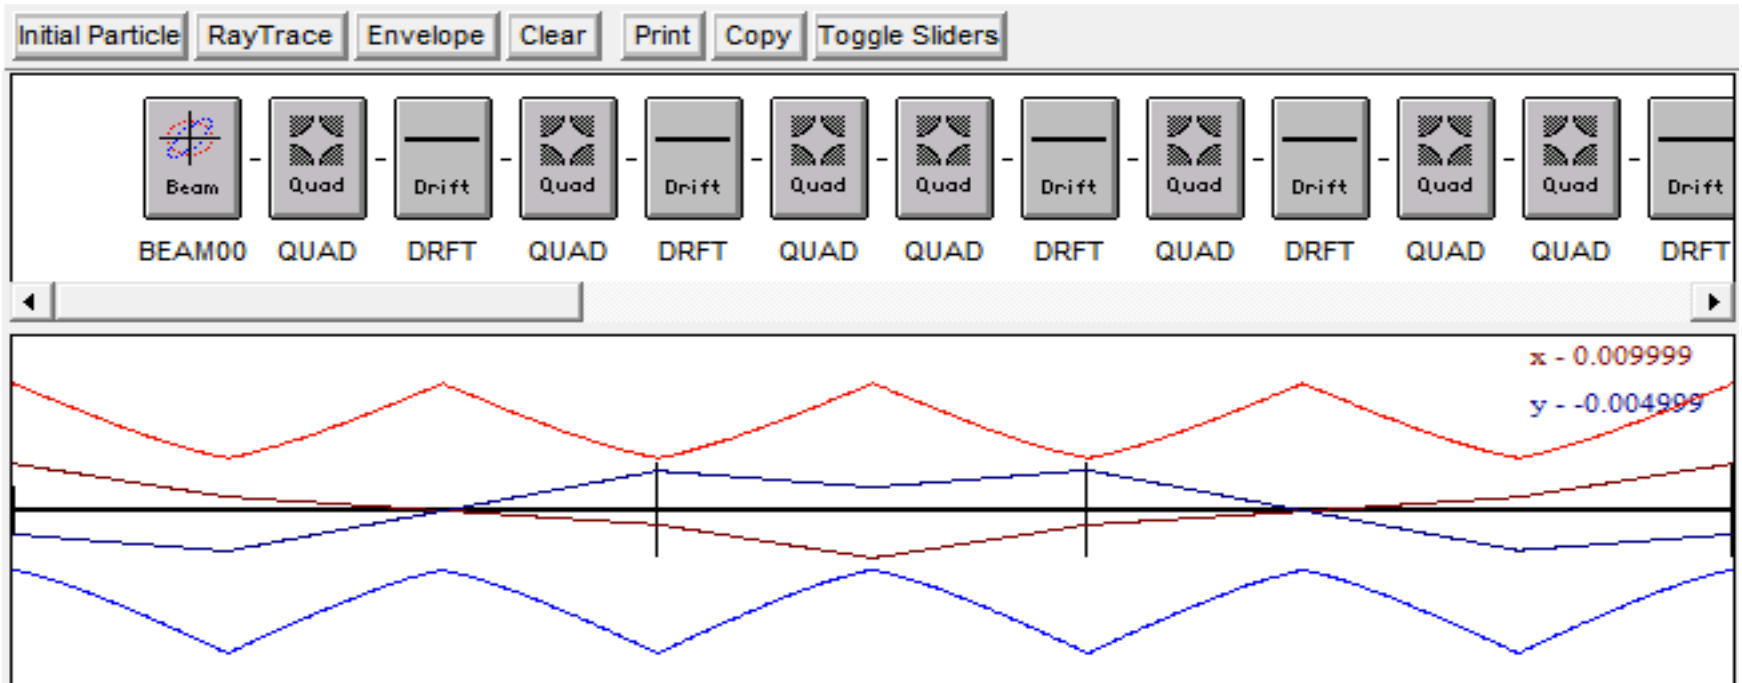 Initial Particle RayTrace Envelope Clear Print Copy Toggle Sliders
Beam Quad Drift Quad Drift Quad Quad Drift Quad Drift Quad Quad Drift
BEAM00 QUAD DRFT QUAD DRFT QUAD QUAD DRFT QUAD DRFT QUAD QUAD DRFT
x - 0.009999
y - -0.004999